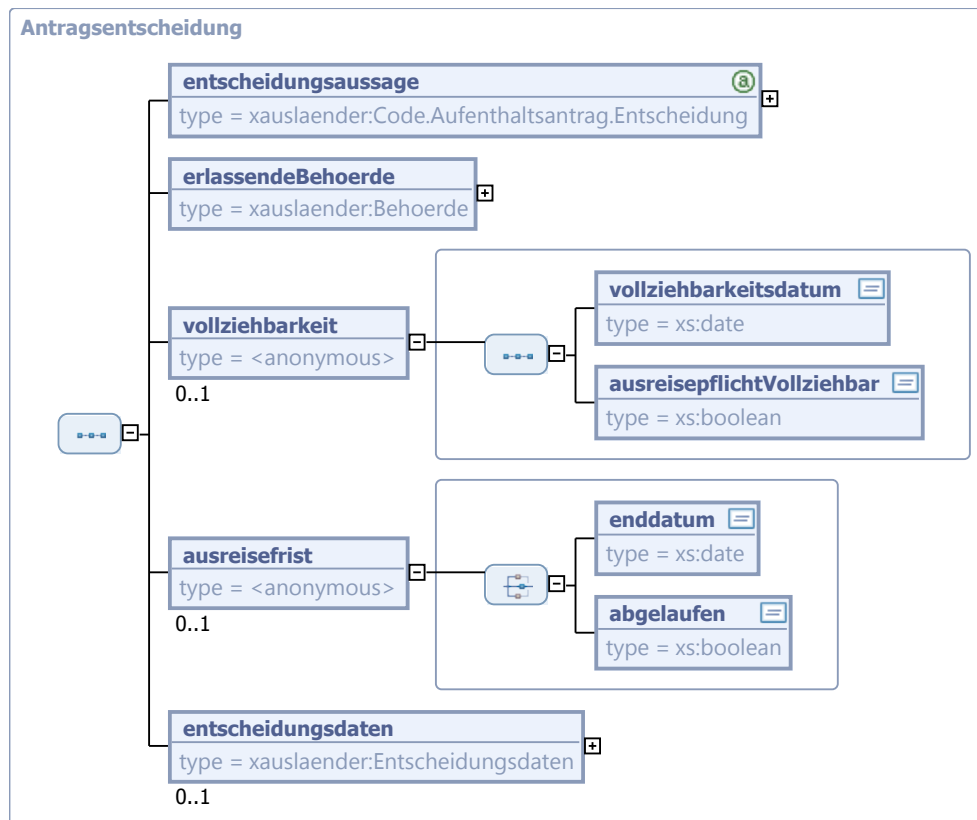 Antragsentscheidung
entscheidungsaussage
type = xauslaender:Code.Aufenthaltsantrag.Entscheidung
erlassendeBehoerde
type = xauslaender:Behoerde
vollziehbarkeit
type = <anonymous>
0..1
vollziehbarkeitsdatum
type = xs:date
ausreisepflichtVollziehbar
type = xs:boolean
ausreisefrist
type = <anonymous>
0..1
enddatum
type = xs:date
abgelaufen
type = xs:boolean
entscheidungsdaten
type = xauslaender:Entscheidungsdaten
0..1